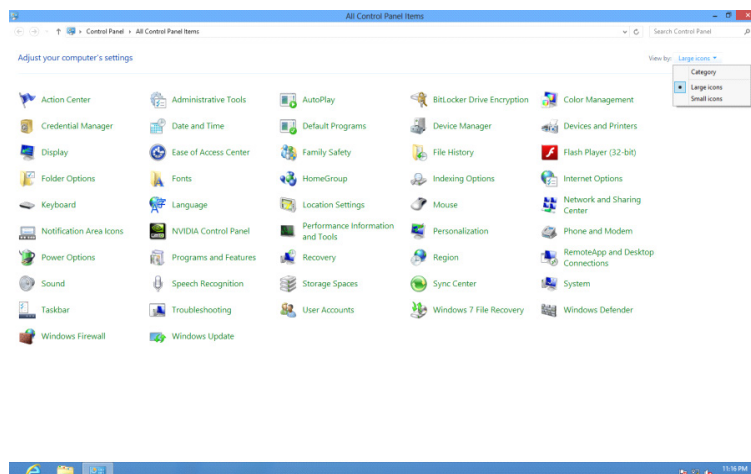 All Control Panel Items
Control Panel
All Control Panel Items
Search Control Panel
Adjust your computer's settings
View by: Large icons
Category
Large icons
Small icons
Action Center
Administrative Tools
AutoPlay
BitLocker Drive Encryption
Color Management
Credential Manager
Date and Time
Default Programs
Device Manager
Devices and Printers
Display
Ease of Access Center
Family Safety
File History
Flash Player (32-bit)
Folder Options
Fonts
HomeGroup
Indexing Options
Internet Options
Keyboard
Language
Location Settings
Mouse
Network and Sharing
Center
Notification Area Icons
NVIDIA Control Panel
Performance Information
and Tools
Personalization
Phone and Modem
Power Options
Programs and Features
Recovery
Region
RemoteApp and Desktop
Connections
Sound
Speech Recognition
Storage Spaces
Sync Center
System
Taskbar
Troubleshooting
User Accounts
Windows 7 File Recovery
Windows Defender
Windows Firewall
Windows Update
11:16 PM